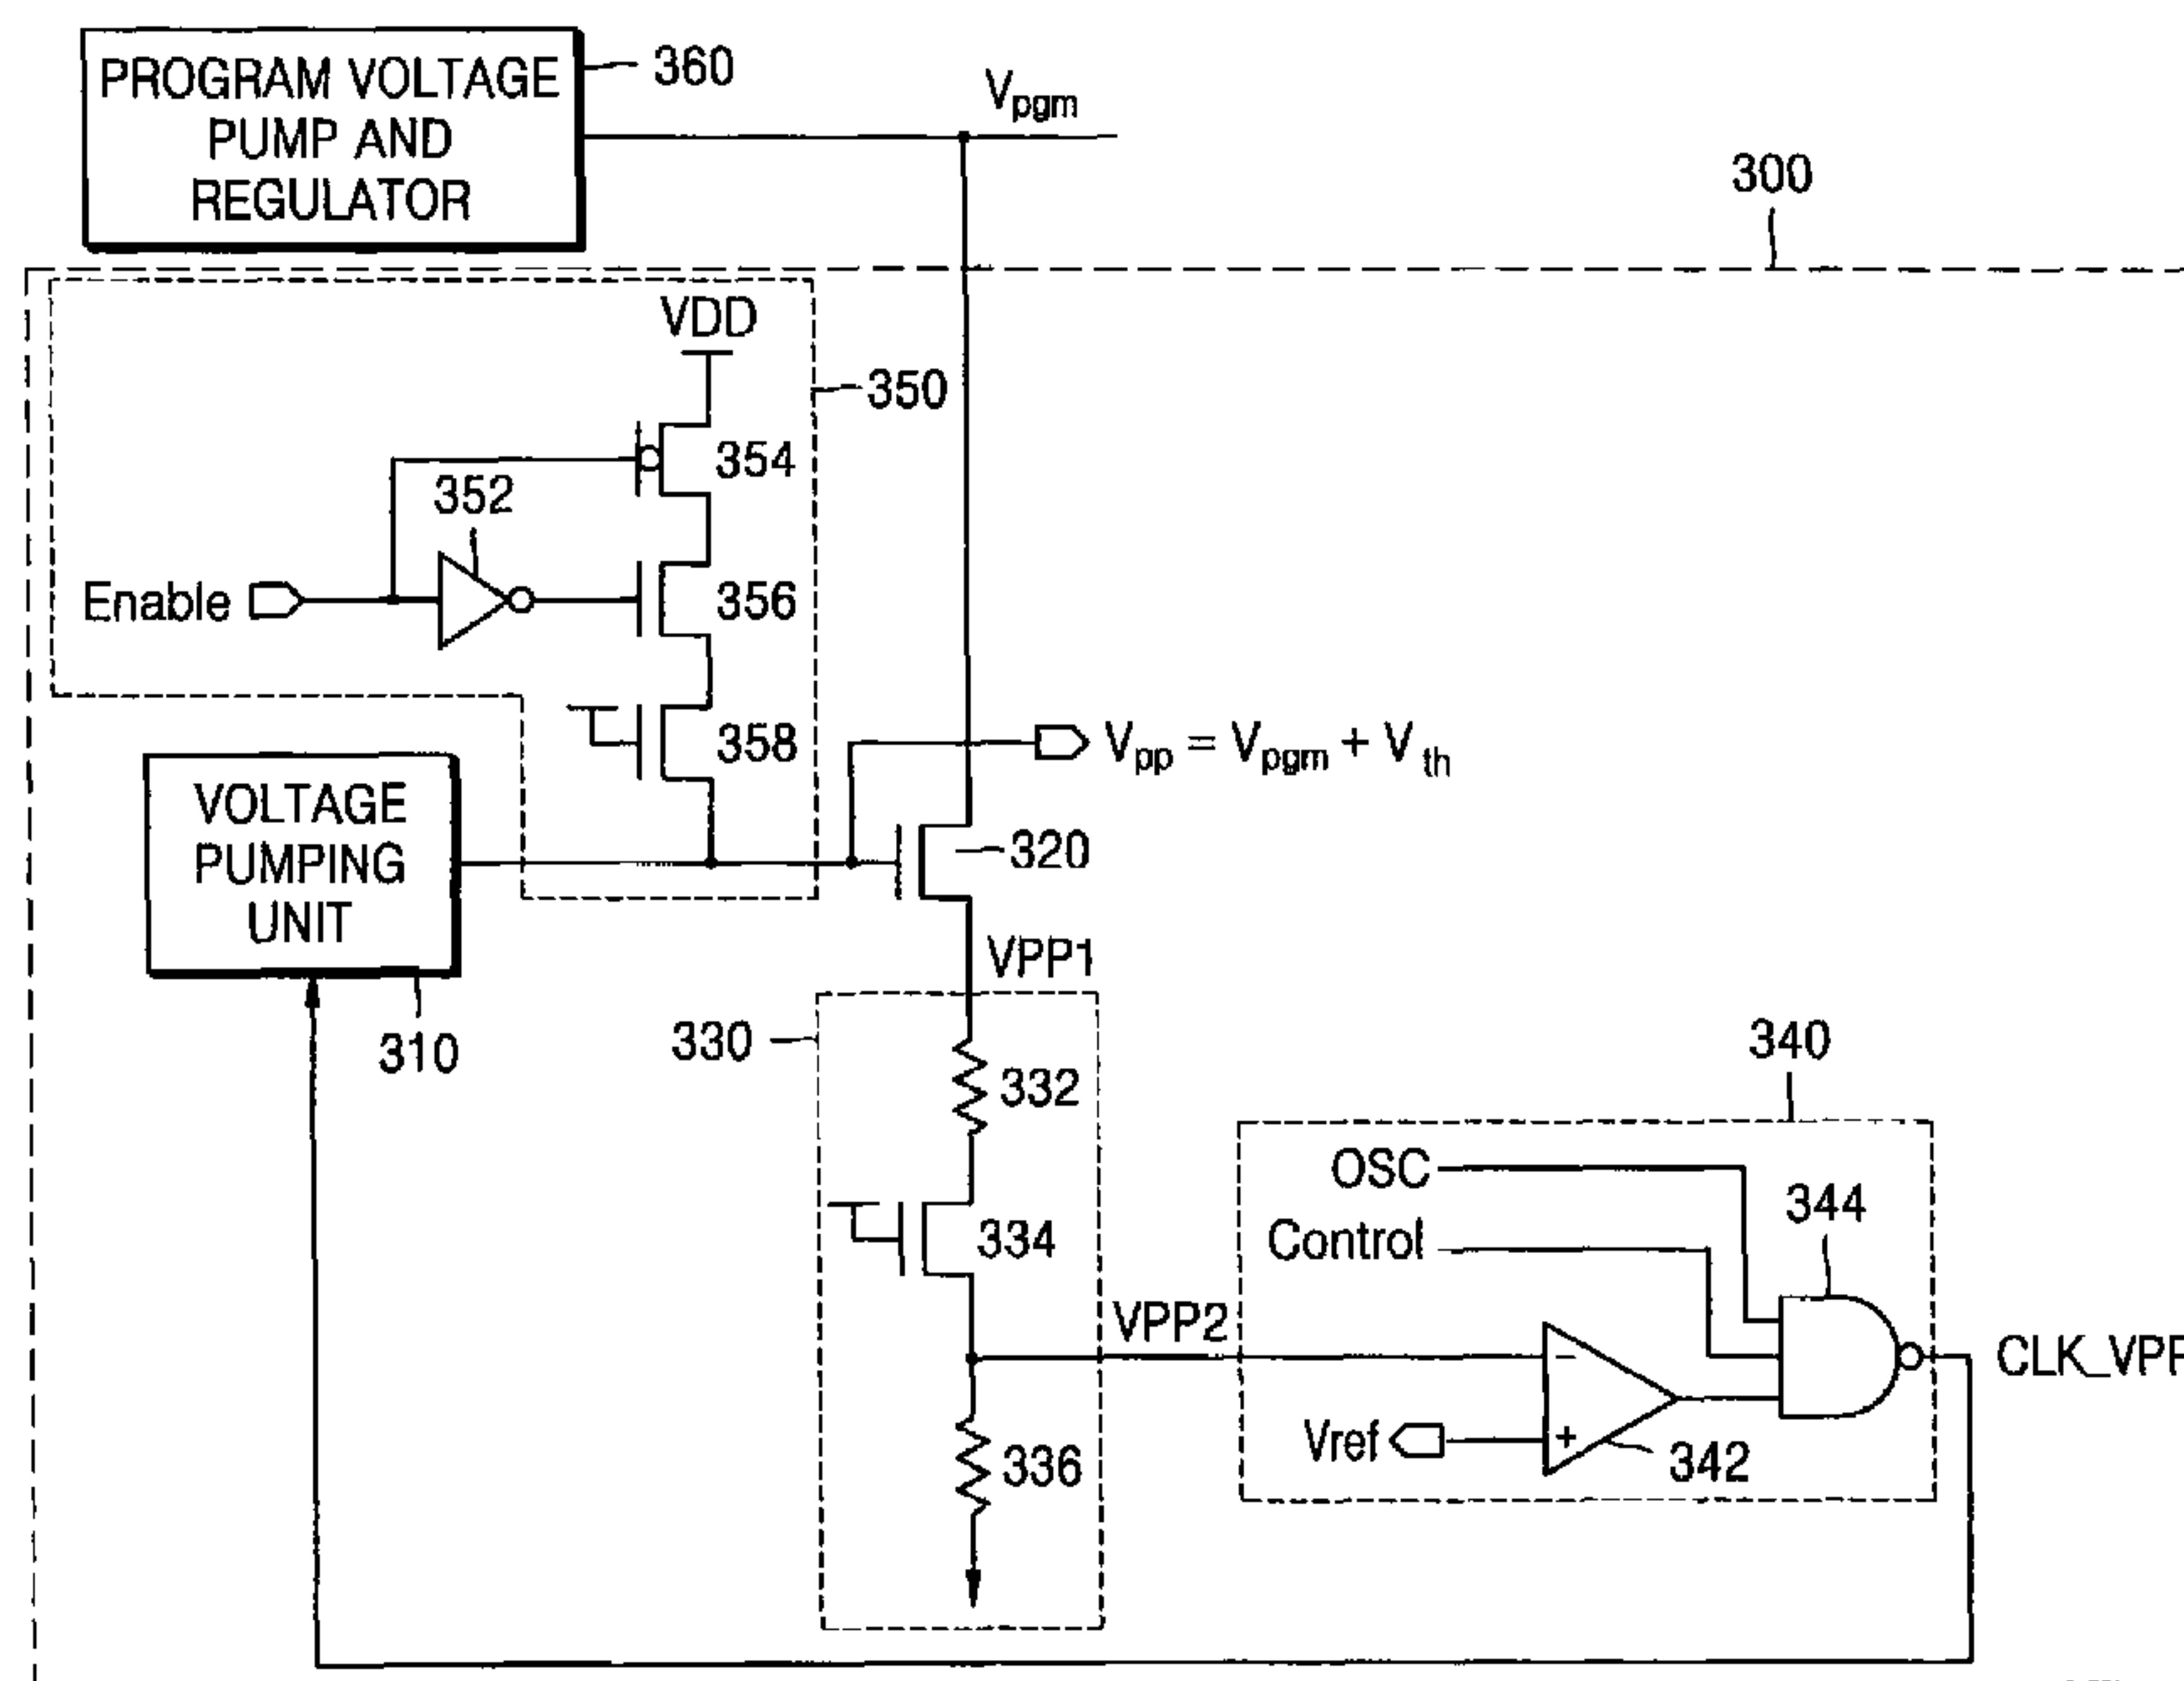 PROGRAM VOLTAGE
PUMP AND
REGULATOR
360
Vpgm
300
VDD
350
354
352
Enable
356
358
Vpp = Vpgm + Vth
VOLTAGE
PUMPING
UNIT
320
VPP1
310
330
332
340
OSC
344
334
Control
VPP2
CLK_VPP
Vref
+
336
342